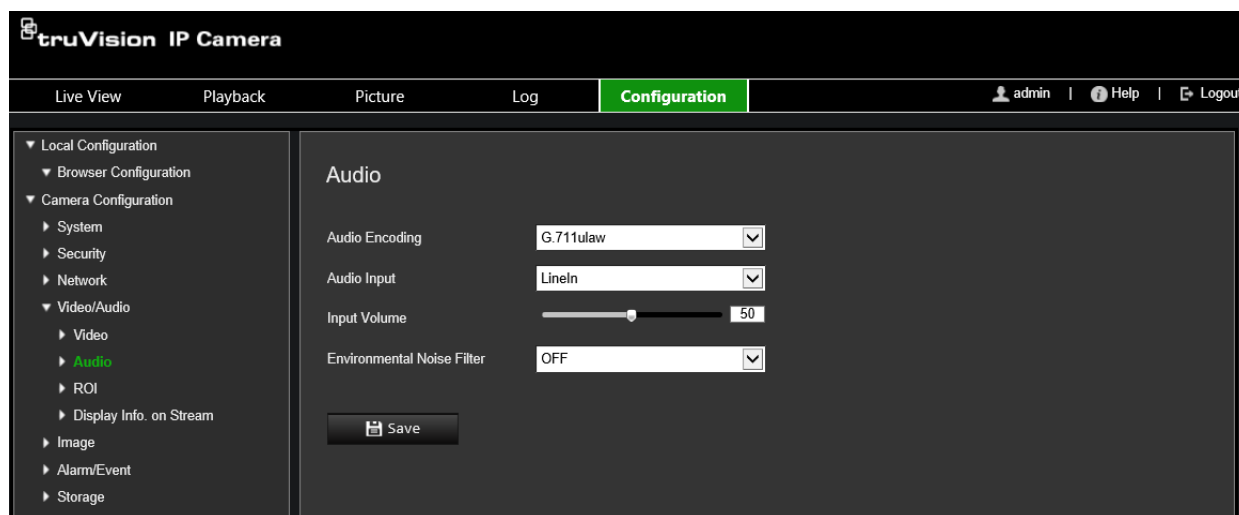 truVision IP Camera
Live View Playback Picture Log Configuration admin | Help | Logout
Local Configuration
Browser Configuration
Camera Configuration
System
Security
Network
Video/Audio
Video
Audio
ROI
Display Info. on Stream
Image
Alarm/Event
Storage
Audio
Audio Encoding G.711ulaw
Audio Input LineIn
Input Volume 50
Environmental Noise Filter OFF
Save